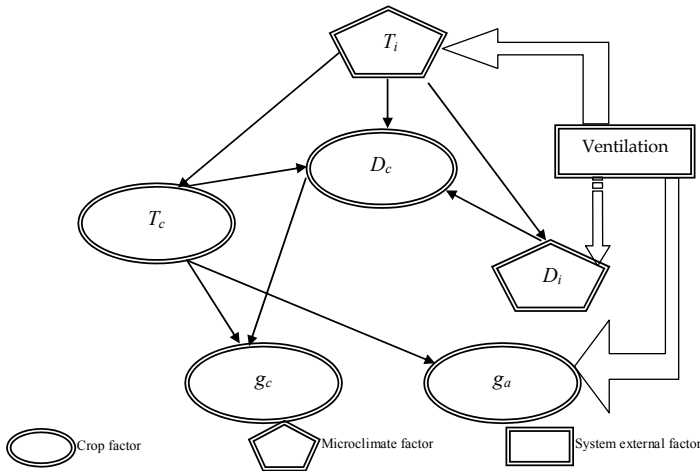 T_i
D_c
Ventilation
T_c
D_i
g_c
g_a
Crop factor
Microclimate factor
System external factor